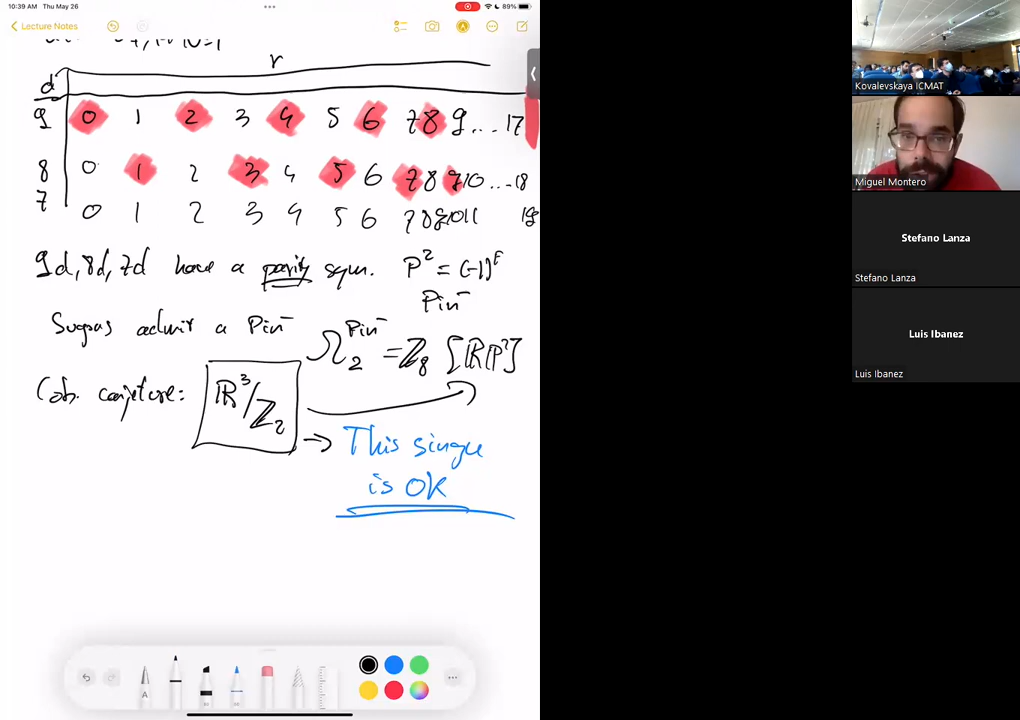 10:39 AM Thu May 26
89%
Lecture Notes
r
d
9 0 1 2 3 4 5 6 7 8 9 ... 17
8 0 1 2 3 4 5 6 7 8 9 10 ... 18
7 0 1 2 3 4 5 6 7 8 9 10 11 19
9d, 8d, 7d have a parity sym. P² = (-1)^F
Pin⁻
Sugras admit a Pin⁻
Ω₂^Pin⁻ = ℤ₈ [ℝP²]
Cob. conjeture: ℝ³/ℤ₂
→ This singu
is OK
A
Kovalevskaya ICMAT
Miguel Montero
Stefano Lanza
Stefano Lanza
Luis Ibanez
Luis Ibanez